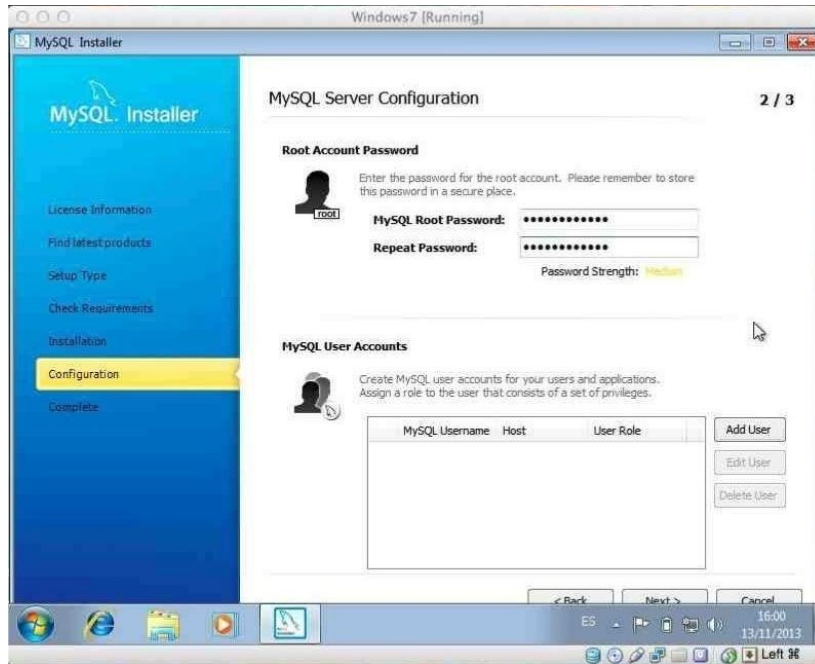 Windows7 [Running]
MySQL Installer
MySQL. Installer
MySQL Server Configuration
2 / 3
License Information
Find latest products
Setup Type
Check Requirements
Installation
Configuration
Complete
Root Account Password
Enter the password for the root account. Please remember to store
this password in a secure place.
root
MySQL Root Password: ●●●●●●●●●●●●
Repeat Password: ●●●●●●●●●●●●
Password Strength: Medium
MySQL User Accounts
Create MySQL user accounts for your users and applications.
Assign a role to the user that consists of a set of privileges.
MySQL Username Host User Role
Add User
Edit User
Delete User
< Back Next > Cancel
ES
16:00
13/11/2013
Left ⌘